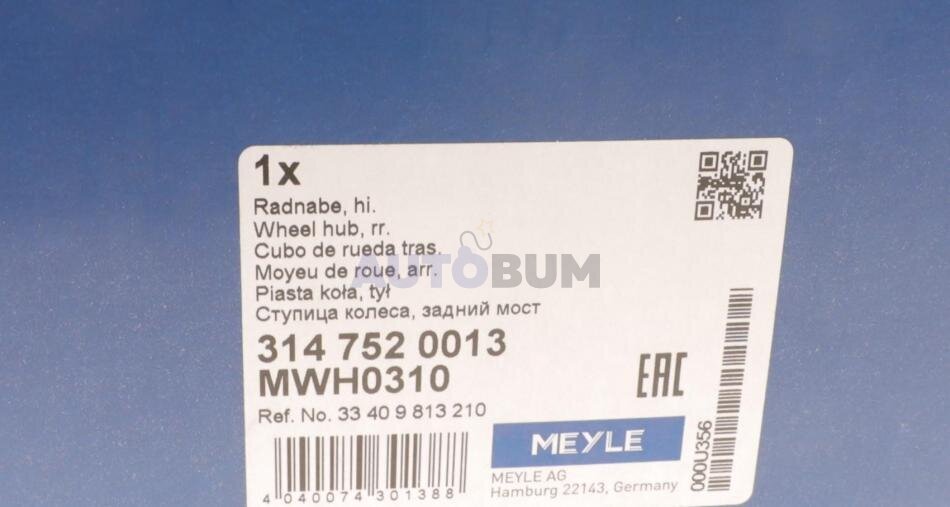 1x
Radnabe, hi.
Wheel hub, rr.
Cubo de rueda tras.
Moyeu de roue, arr.
Piasta koła, tył
Ступица колеса, задний мост
314 752 0013
MWH0310
Ref. No. 33 40 9 813 210
4 040074 301388
EAC
MEYLE
MEYLE AG
Hamburg 22143, Germany
000U356
AUTOBUM